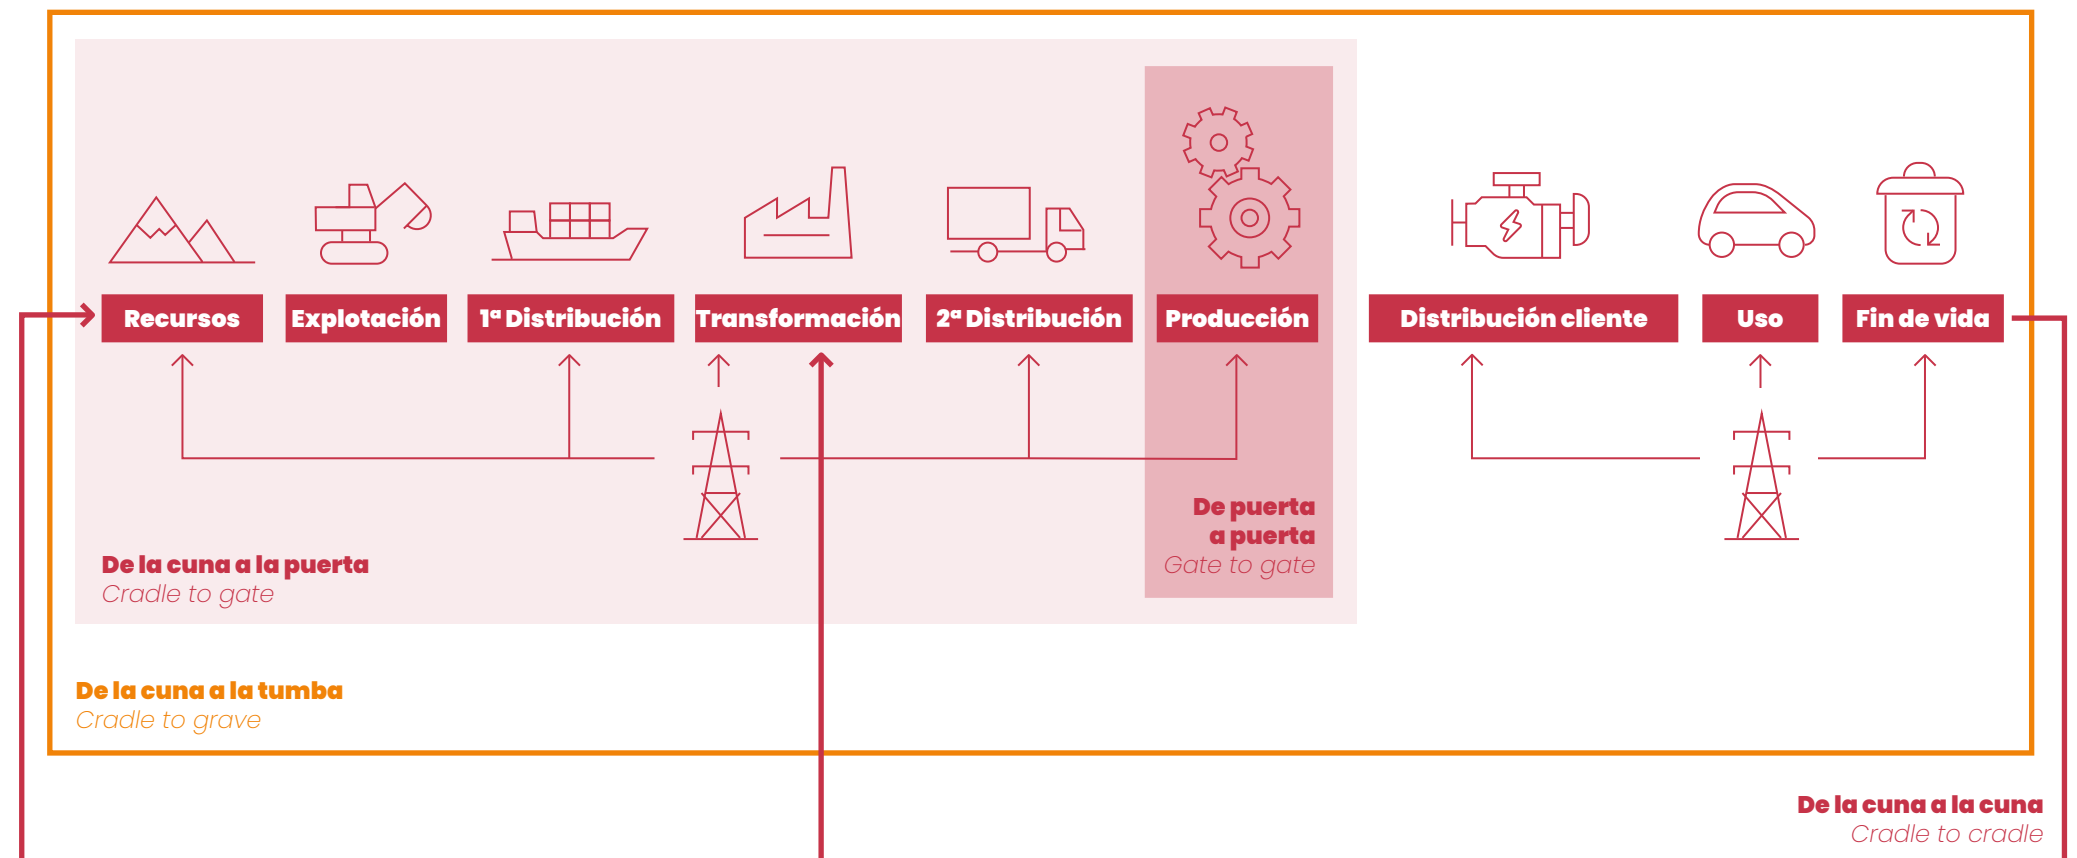 Recursos
Explotación
1ª Distribución
Transformación
2ª Distribución
Producción
Distribución cliente
Uso
Fin de vida
De puerta
a puerta
Gate to gate
De la cuna a la puerta
Cradle to gate
De la cuna a la tumba
Cradle to grave
De la cuna a la cuna
Cradle to cradle